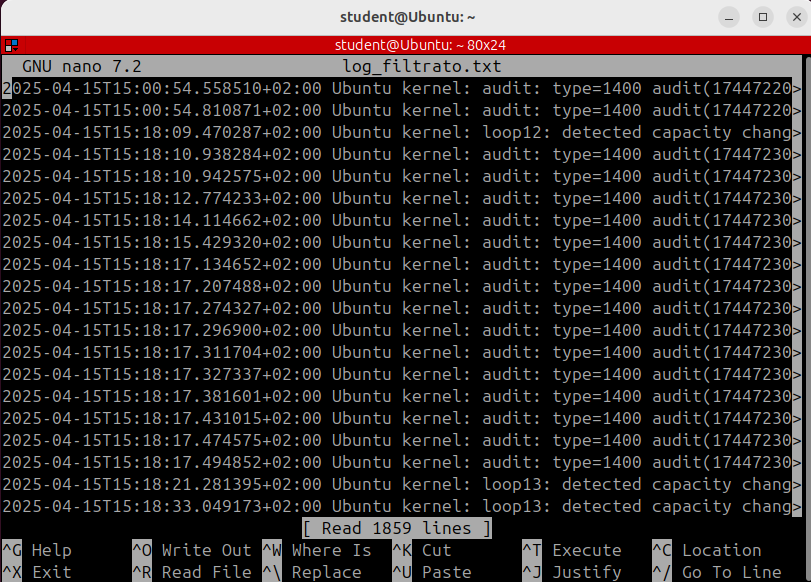 student@Ubuntu: ~
student@Ubuntu: ~ 80x24
GNU nano 7.2 log_filtrato.txt
2025-04-15T15:00:54.558510+02:00 Ubuntu kernel: audit: type=1400 audit(17447220>
2025-04-15T15:00:54.810871+02:00 Ubuntu kernel: audit: type=1400 audit(17447220>
2025-04-15T15:18:09.470287+02:00 Ubuntu kernel: loop12: detected capacity chang>
2025-04-15T15:18:10.938284+02:00 Ubuntu kernel: audit: type=1400 audit(17447230>
2025-04-15T15:18:10.942575+02:00 Ubuntu kernel: audit: type=1400 audit(17447230>
2025-04-15T15:18:12.774233+02:00 Ubuntu kernel: audit: type=1400 audit(17447230>
2025-04-15T15:18:14.114662+02:00 Ubuntu kernel: audit: type=1400 audit(17447230>
2025-04-15T15:18:15.429320+02:00 Ubuntu kernel: audit: type=1400 audit(17447230>
2025-04-15T15:18:17.134652+02:00 Ubuntu kernel: audit: type=1400 audit(17447230>
2025-04-15T15:18:17.207488+02:00 Ubuntu kernel: audit: type=1400 audit(17447230>
2025-04-15T15:18:17.274327+02:00 Ubuntu kernel: audit: type=1400 audit(17447230>
2025-04-15T15:18:17.296900+02:00 Ubuntu kernel: audit: type=1400 audit(17447230>
2025-04-15T15:18:17.311704+02:00 Ubuntu kernel: audit: type=1400 audit(17447230>
2025-04-15T15:18:17.327337+02:00 Ubuntu kernel: audit: type=1400 audit(17447230>
2025-04-15T15:18:17.381601+02:00 Ubuntu kernel: audit: type=1400 audit(17447230>
2025-04-15T15:18:17.431015+02:00 Ubuntu kernel: audit: type=1400 audit(17447230>
2025-04-15T15:18:17.474575+02:00 Ubuntu kernel: audit: type=1400 audit(17447230>
2025-04-15T15:18:17.494852+02:00 Ubuntu kernel: audit: type=1400 audit(17447230>
2025-04-15T15:18:21.281395+02:00 Ubuntu kernel: loop13: detected capacity chang>
2025-04-15T15:18:33.049173+02:00 Ubuntu kernel: loop13: detected capacity chang>
[ Read 1859 lines ]
^G Help ^O Write Out ^W Where Is ^K Cut ^T Execute ^C Location
^X Exit ^R Read File ^\ Replace ^U Paste ^J Justify ^/ Go To Line